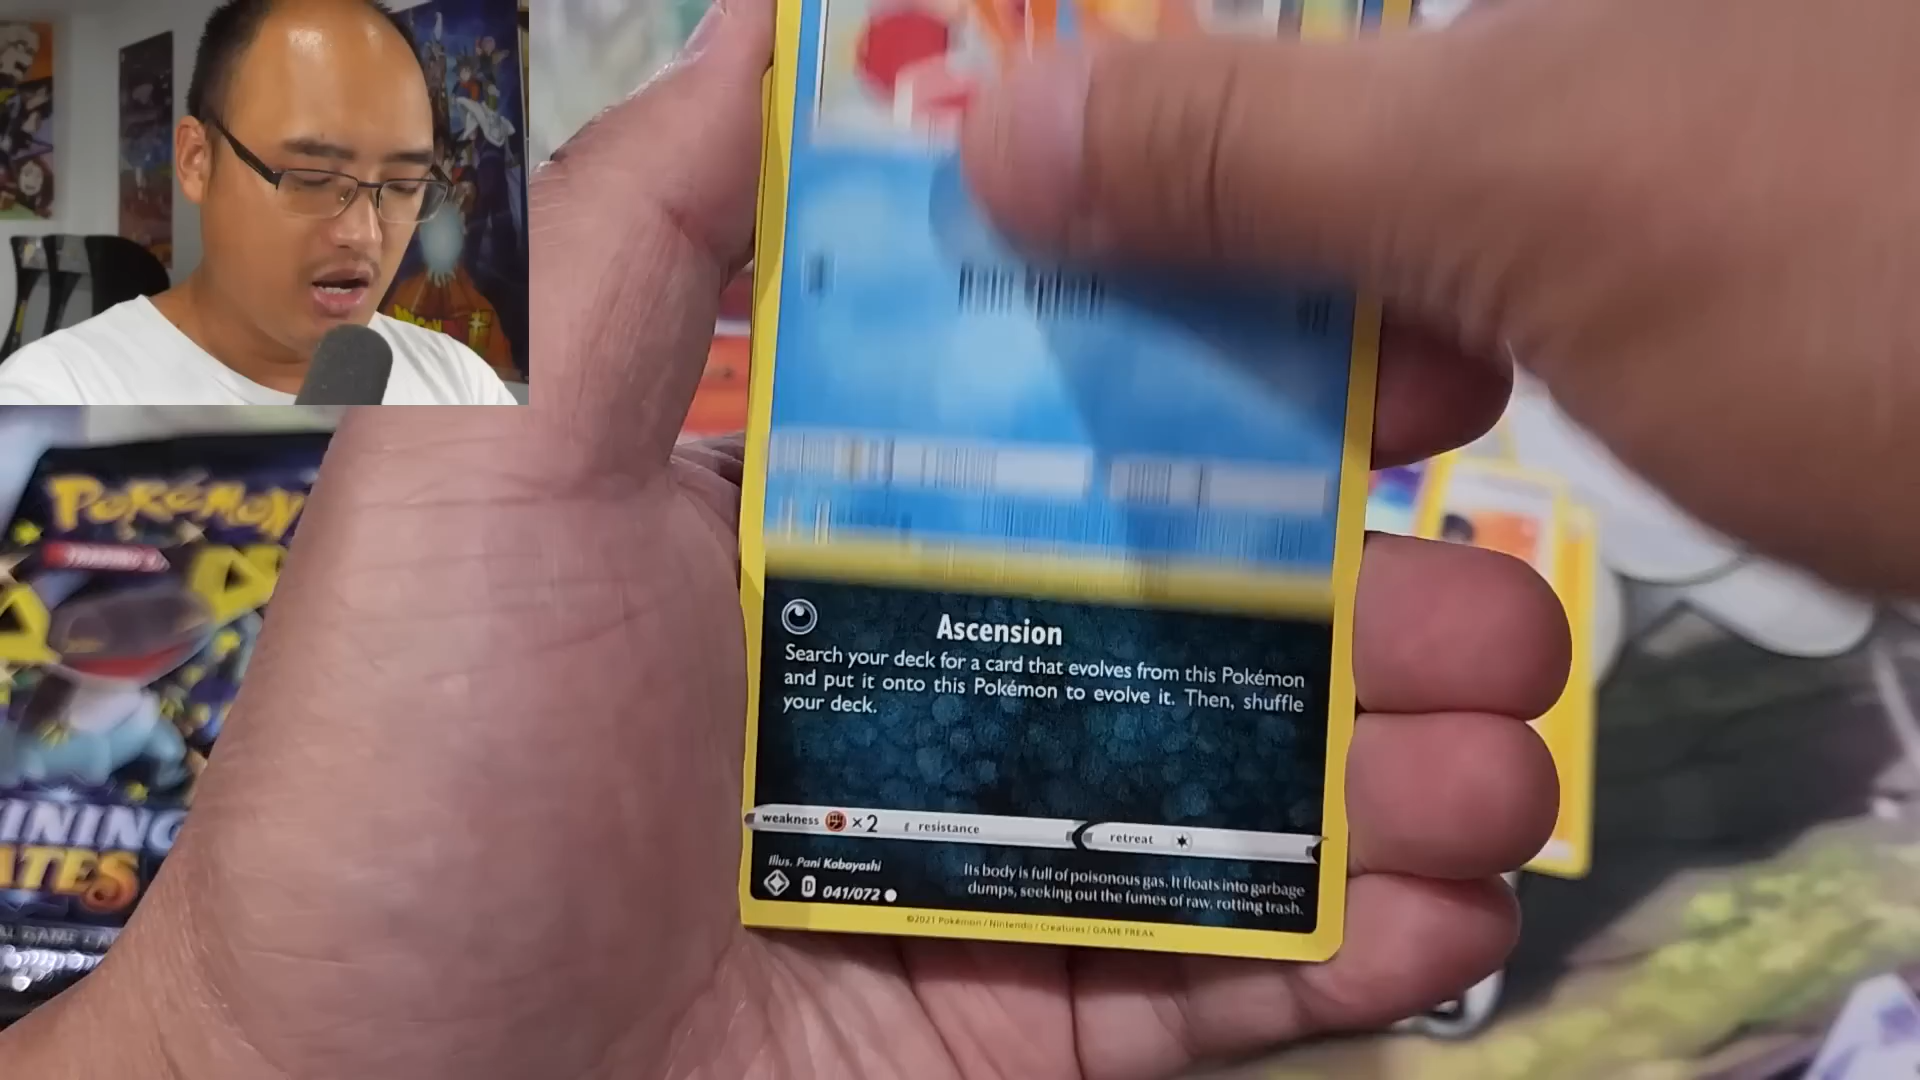 POKÉMON
INING
ATES
Ascension
Search your deck for a card that evolves from this Pokémon
and put it onto this Pokémon to evolve it. Then, shuffle
your deck.
weakness ×2 resistance retreat
Illus. Pani Kobayashi
D 041/072
Its body is full of poisonous gas. It floats into garbage
dumps, seeking out the fumes of raw, rotting trash.
©2021 Pokémon / Nintendo / Creatures / GAME FREAK